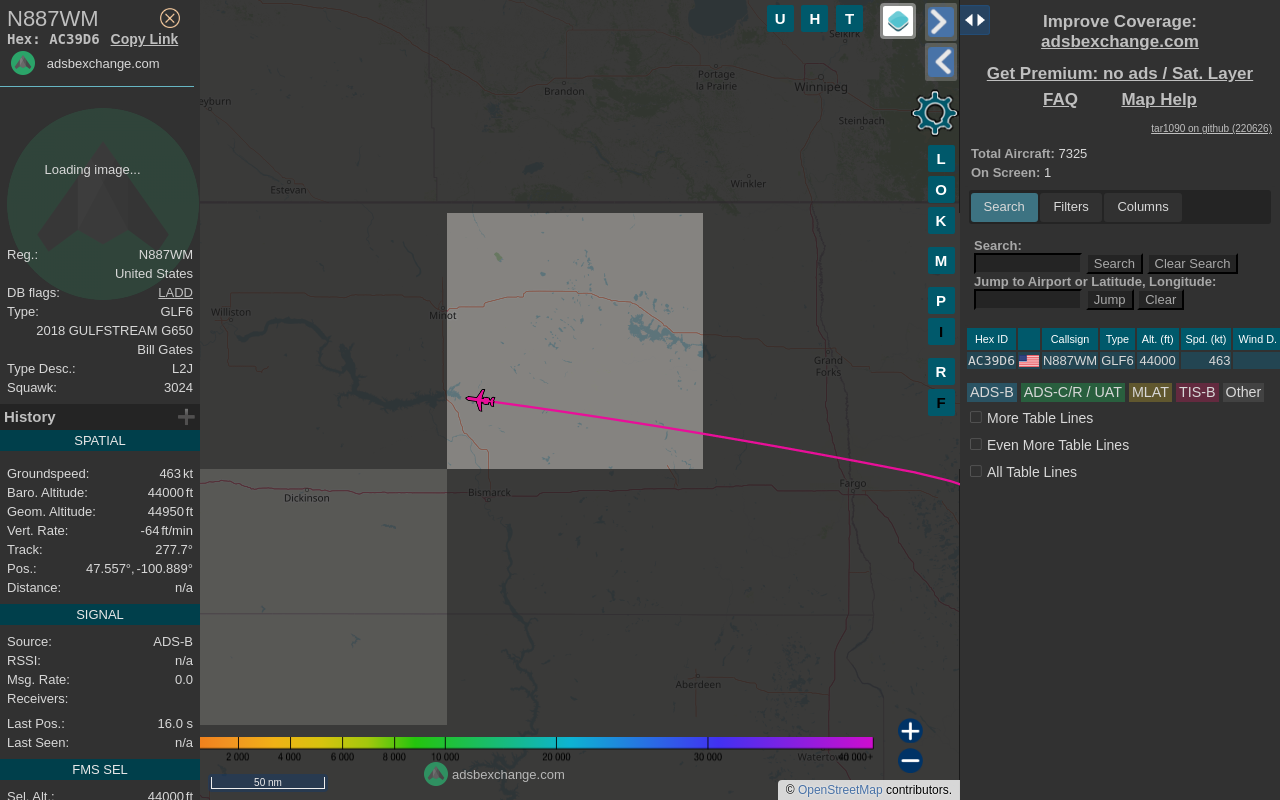 N887WM
Hex: AC39D6 Copy Link
adsbexchange.com
Loading image...
Reg.: N887WM
United States
DB flags: LADD
Type: GLF6
2018 GULFSTREAM G650
Bill Gates
Type Desc.: L2J
Squawk: 3024
History
SPATIAL
Groundspeed: 463 kt
Baro. Altitude: 44000 ft
Geom. Altitude: 44950 ft
Vert. Rate: -64 ft/min
Track: 277.7°
Pos.: 47.557°, -100.889°
Distance: n/a
SIGNAL
Source: ADS-B
RSSI: n/a
Msg. Rate: 0.0
Receivers:
Last Pos.: 16.0 s
Last Seen: n/a
FMS SEL
Sel. Alt.: 44000 ft
U H T
Selkirk
Portage
la Prairie
Brandon
Winnipeg
eyburn
Steinbach
Estevan
Winkler
Williston
Minot
Grand
Forks
Dickinson
Bismarck
Fargo
Aberdeen
Watertown
L
O
K
M
P
I
R
F
2 000 4 000 6 000 8 000 10 000 20 000 30 000 40 000+
adsbexchange.com
50 nm
© OpenStreetMap contributors.
Improve Coverage:
adsbexchange.com
Get Premium: no ads / Sat. Layer
FAQ Map Help
tar1090 on github (220626)
Total Aircraft: 7325
On Screen: 1
Search Filters Columns
Search:
Search Clear Search
Jump to Airport or Latitude, Longitude:
Jump Clear
Hex ID Callsign Type Alt. (ft) Spd. (kt) Wind D.
AC39D6 N887WM GLF6 44000 463
ADS-B ADS-C/R / UAT MLAT TIS-B Other
More Table Lines
Even More Table Lines
All Table Lines